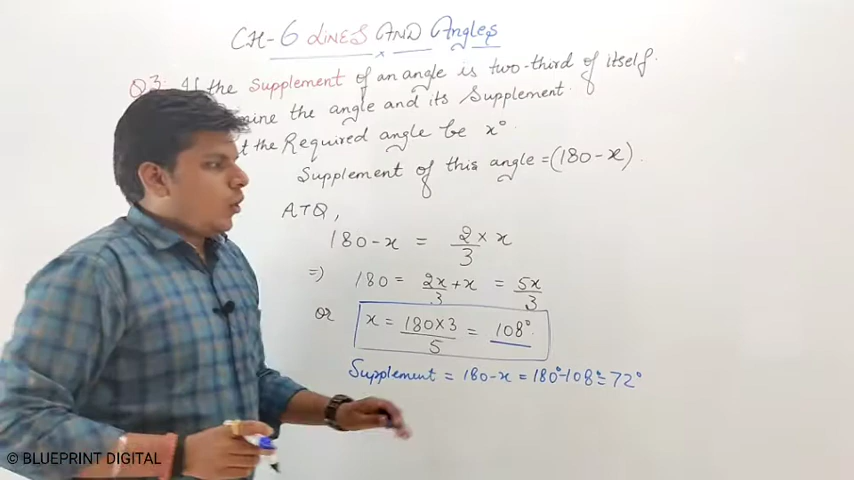 CH-6 LINES AND Angles
Q3: If the Supplement of an angle is two-third of itself.
the angle and its Supplement.
the Required angle be x°.
Supplement of this angle = (180-x).
ATQ,
180-x = 2/3 × x
=) 180 = 2x/3 + x = 5x/3
or x = 180×3/5 = 108°.
Supplement = 180-x = 180°-108° = 72°
© BLUEPRINT DIGITAL